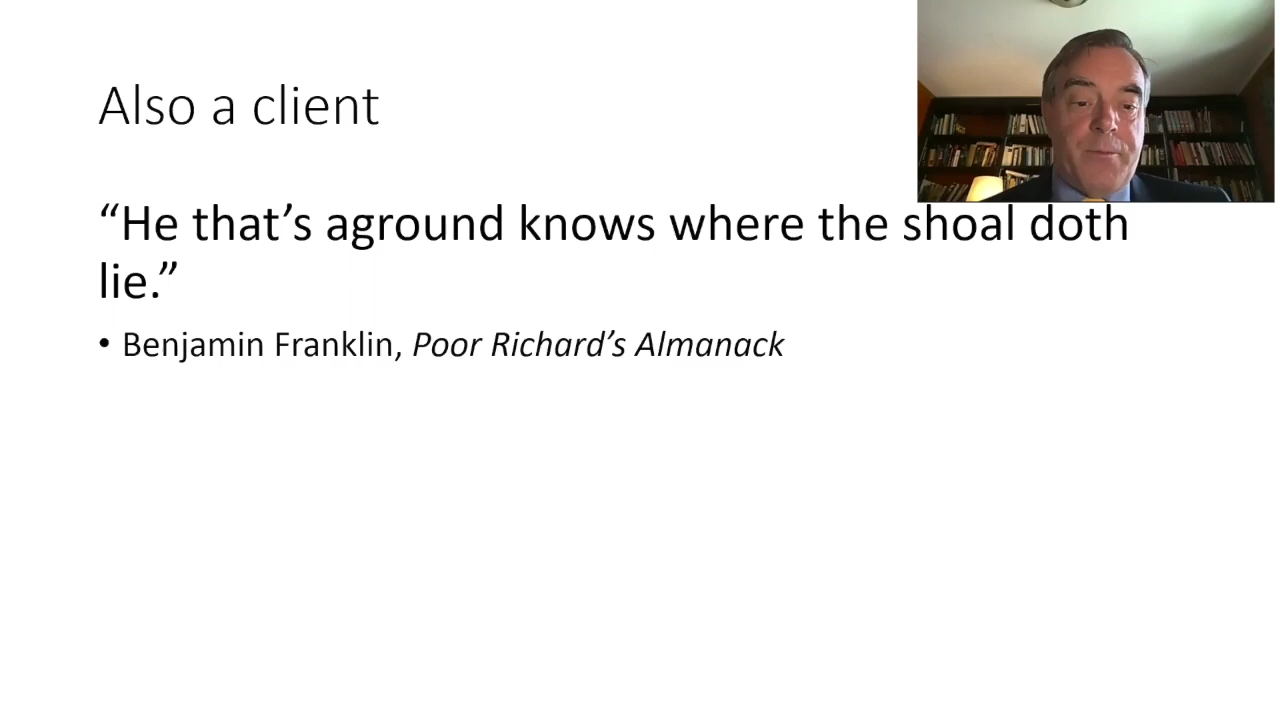 Also a client
“He that’s aground knows where the shoal doth
lie.”
• Benjamin Franklin, Poor Richard’s Almanack